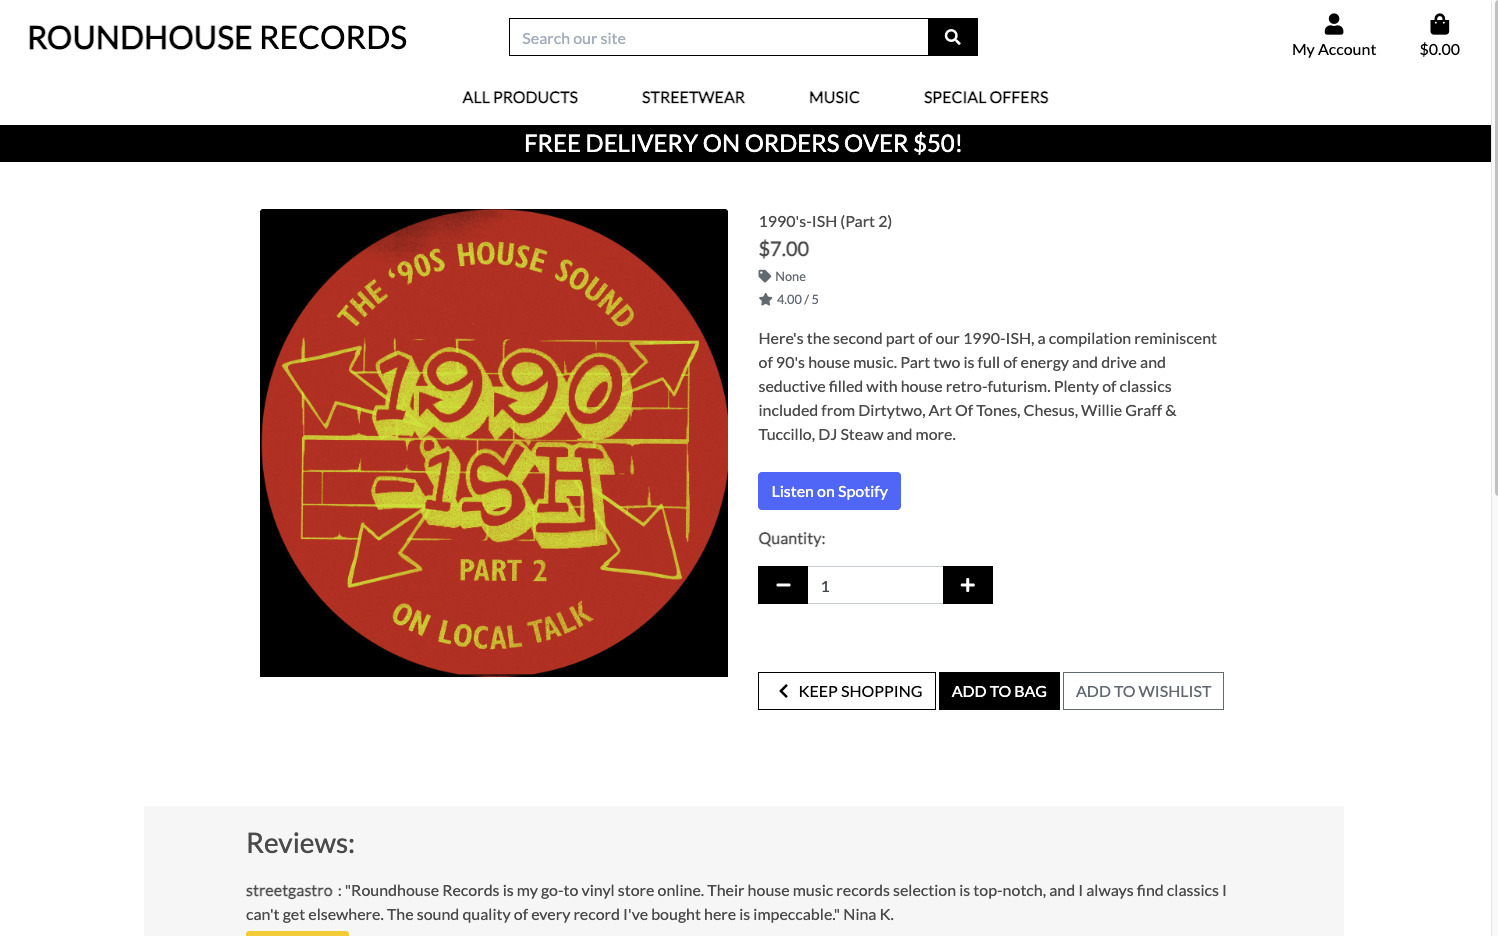 ROUNDHOUSE RECORDS
Search our site
My Account
$0.00
ALL PRODUCTS
STREETWEAR
MUSIC
SPECIAL OFFERS
FREE DELIVERY ON ORDERS OVER $50!
THE '90S HOUSE SOUND
1990
-ISH
PART 2
ON LOCAL TALK
1990's-ISH (Part 2)
$7.00
None
4.00 / 5
Here's the second part of our 1990-ISH, a compilation reminiscent
of 90's house music. Part two is full of energy and drive and
seductive filled with house retro-futurism. Plenty of classics
included from Dirtytwo, Art Of Tones, Chesus, Willie Graff &
Tuccillo, DJ Steaw and more.
Listen on Spotify
Quantity:
1
KEEP SHOPPING
ADD TO BAG
ADD TO WISHLIST
Reviews:
streetgastro : "Roundhouse Records is my go-to vinyl store online. Their house music records selection is top-notch, and I always find classics I
can't get elsewhere. The sound quality of every record I've bought here is impeccable." Nina K.